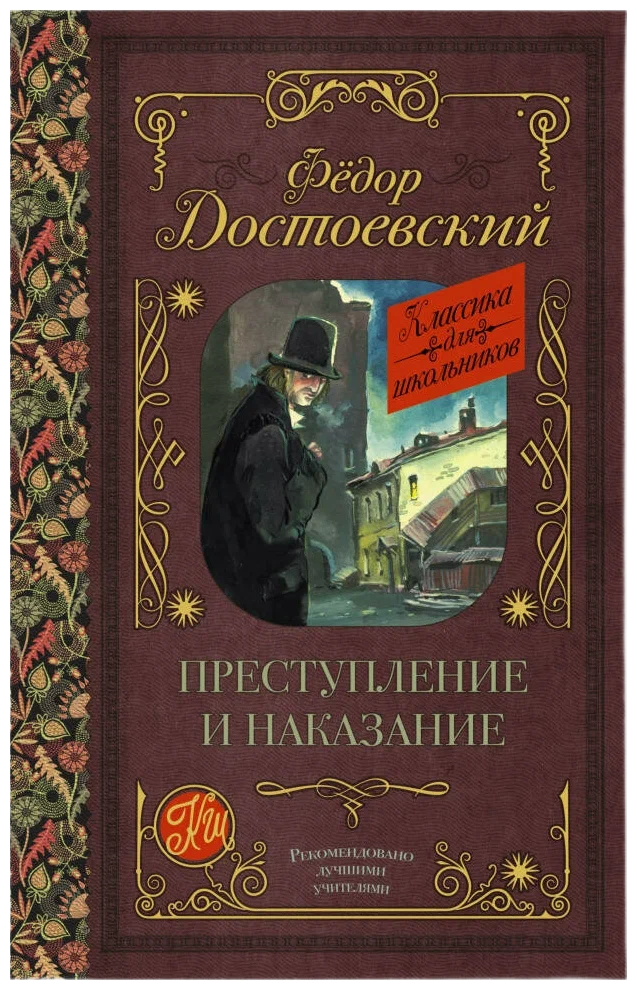 Фёдор
Достоевский
Классика
для
школьников
ПРЕСТУПЛЕНИЕ
И НАКАЗАНИЕ
КШ
Рекомендовано
лучшими
учителями